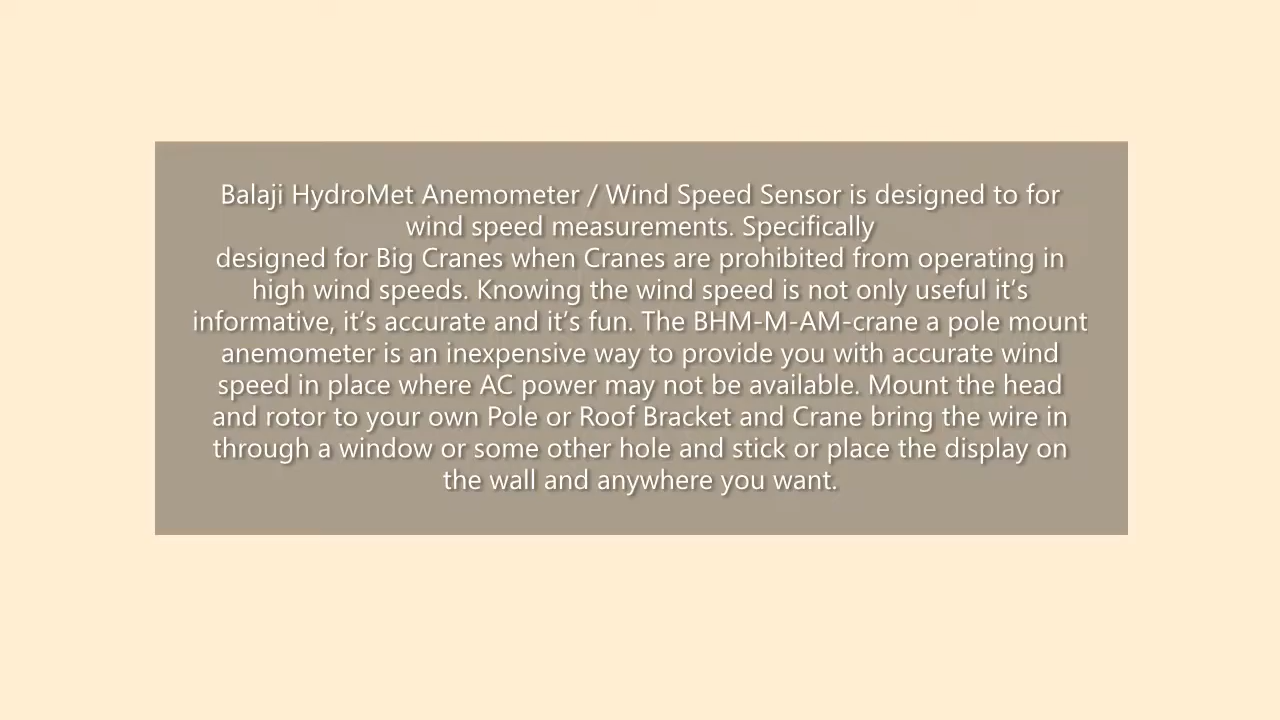 Balaji HydroMet Anemometer / Wind Speed Sensor is designed to for
wind speed measurements. Specifically
designed for Big Cranes when Cranes are prohibited from operating in
high wind speeds. Knowing the wind speed is not only useful it’s
informative, it’s accurate and it’s fun. The BHM-M-AM-crane a pole mount
anemometer is an inexpensive way to provide you with accurate wind
speed in place where AC power may not be available. Mount the head
and rotor to your own Pole or Roof Bracket and Crane bring the wire in
through a window or some other hole and stick or place the display on
the wall and anywhere you want.